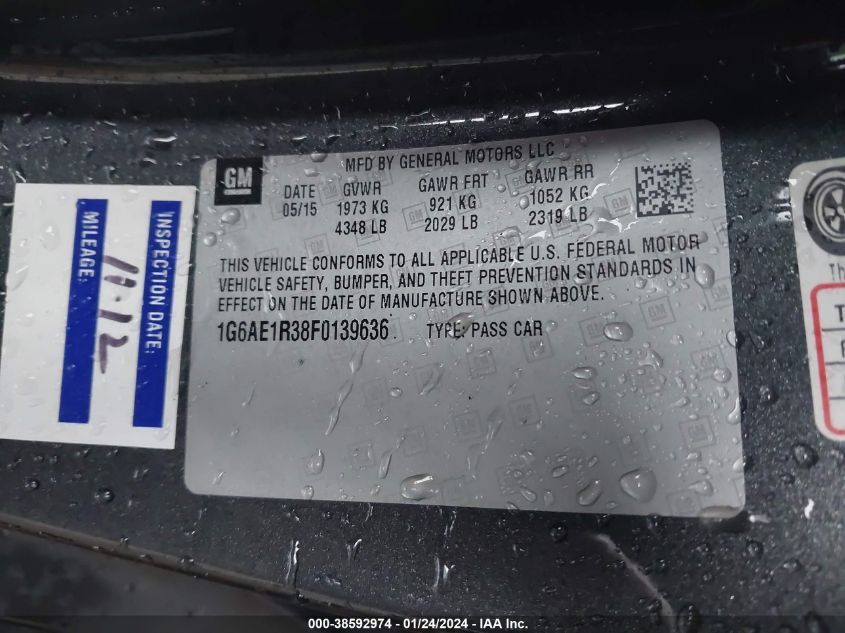 GM
MFD BY GENERAL MOTORS LLC
DATE GVWR GAWR FRT GAWR RR
05/15 1973 KG 921 KG 1052 KG
4348 LB 2029 LB 2319 LB
THIS VEHICLE CONFORMS TO ALL APPLICABLE U.S. FEDERAL MOTOR
VEHICLE SAFETY, BUMPER, AND THEFT PREVENTION STANDARDS IN
EFFECT ON THE DATE OF MANUFACTURE SHOWN ABOVE.
1G6AE1R38F0139636 TYPE: PASS CAR
INSPECTION DATE:
MILEAGE:
11-12
Th
T
000-38592974 - 01/24/2024 - IAA Inc.